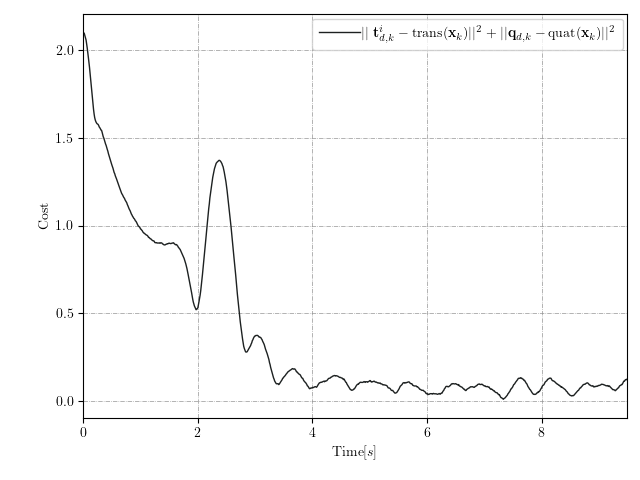 || t^i_{d,k} − trans(x_k)||^2 + ||q_{d,k} − quat(x_k)||^2
2.0
1.5
1.0
0.5
0.0
Cost
0 2 4 6 8
Time[s]